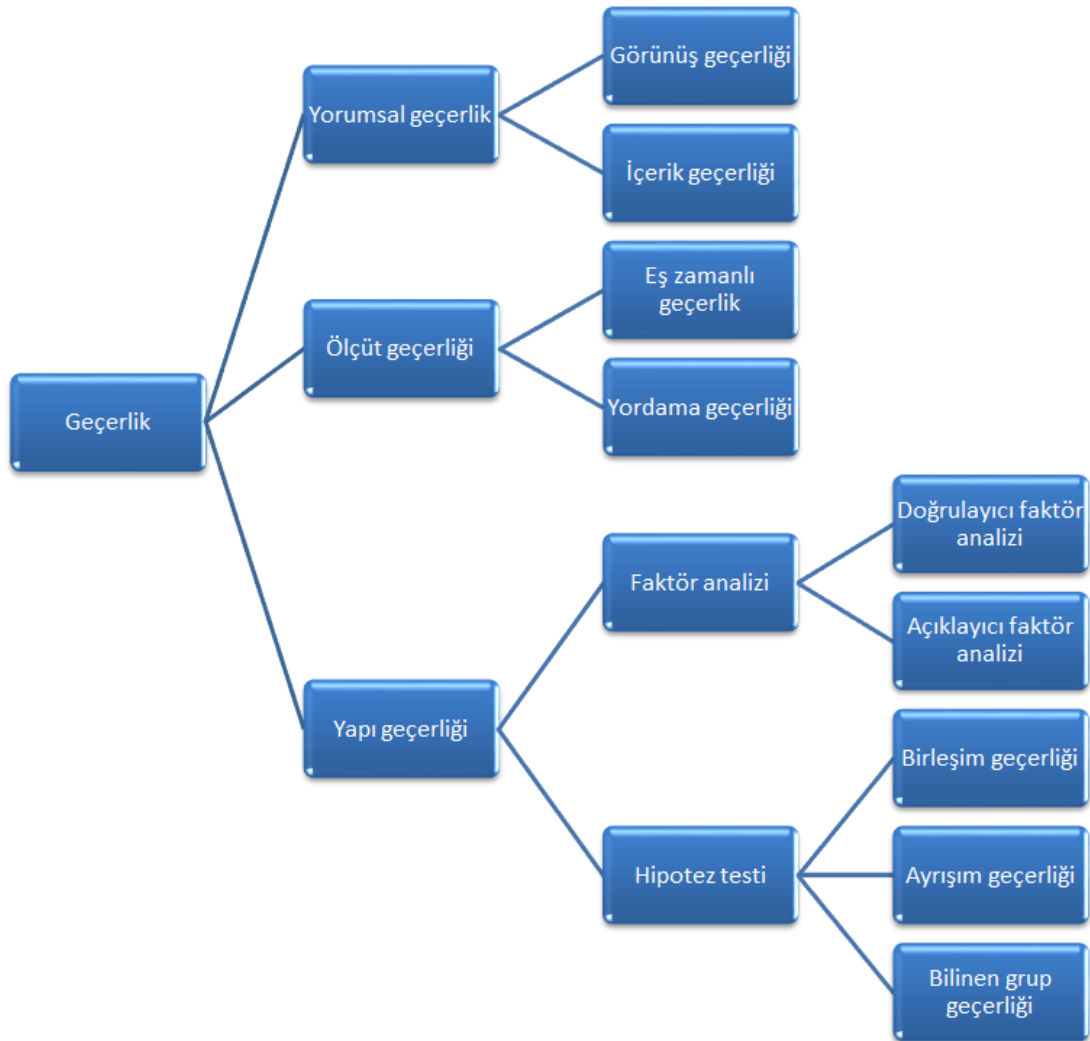 Geçerlik
Yorumsal geçerlik
Görünüş geçerliği
İçerik geçerliği
Ölçüt geçerliği
Eş zamanlı
geçerlik
Yordama geçerliği
Yapı geçerliği
Faktör analizi
Doğrulayıcı faktör
analizi
Açıklayıcı faktör
analizi
Hipotez testi
Birleşim geçerliği
Ayrışım geçerliği
Bilinen grup
geçerliği